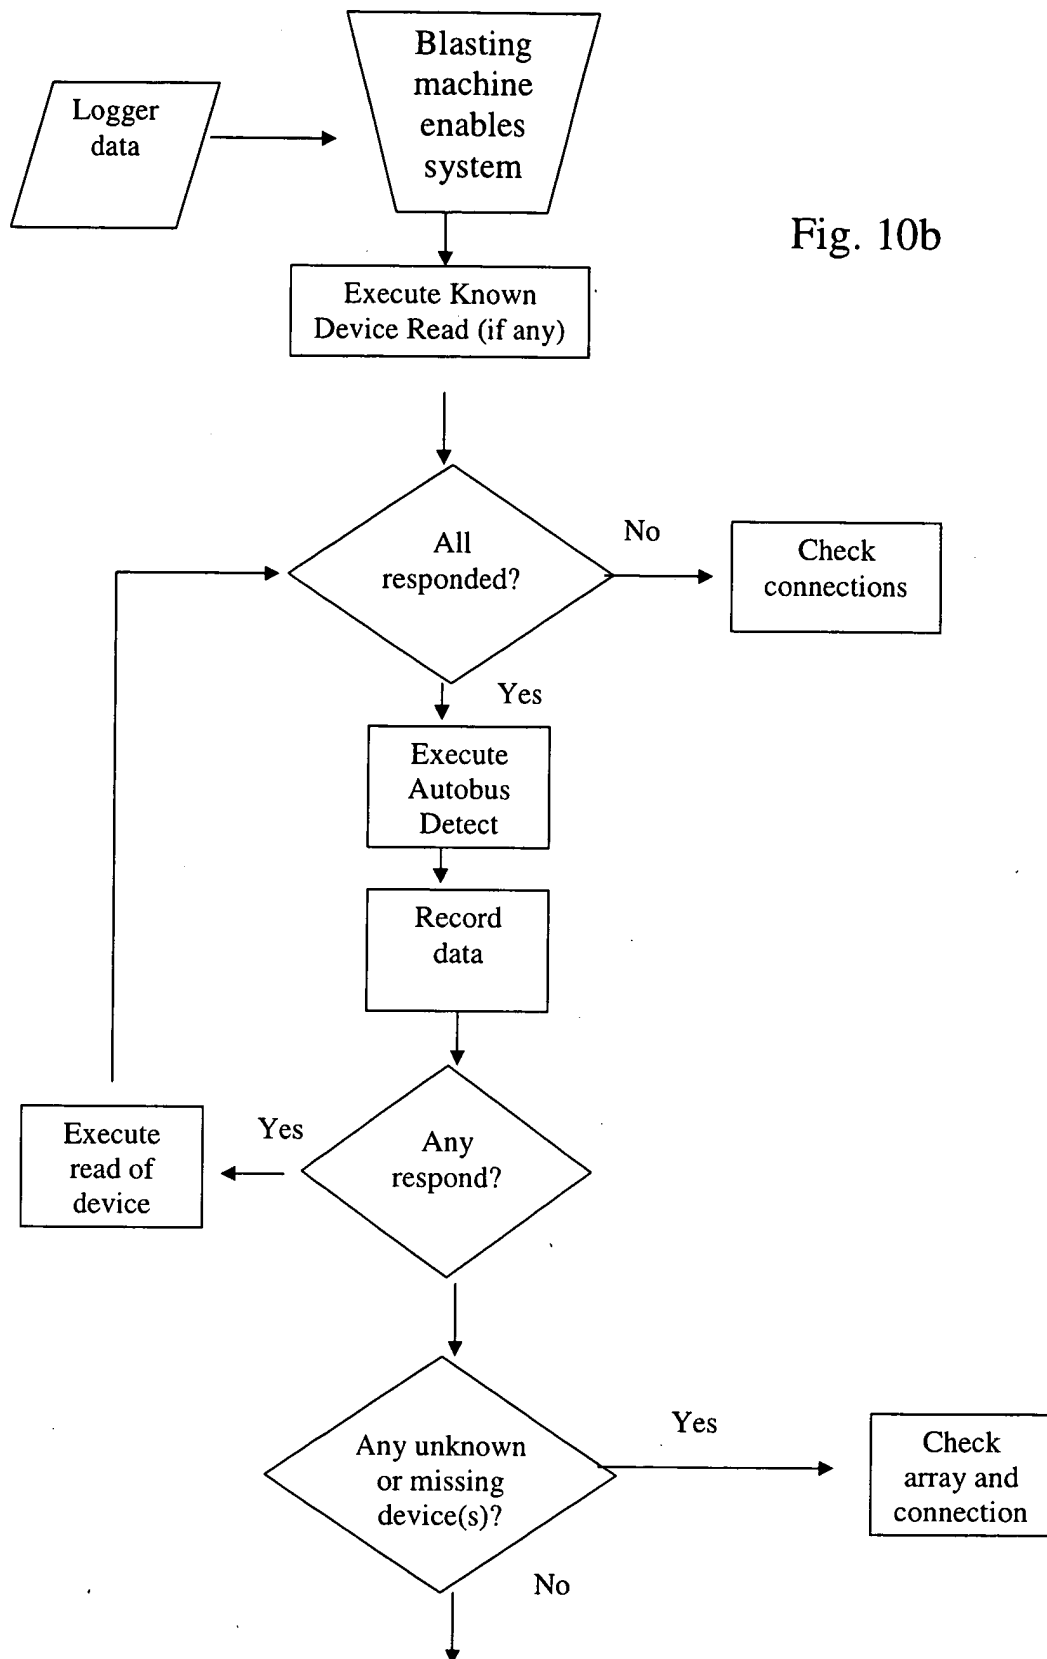 Blasting
machine
enables
system
Logger
data
Fig. 10b
Execute Known
Device Read (if any)
All
responded?
No
Check
connections
Yes
Execute
Autobus
Detect
Record
data
Any
respond?
Yes
Execute
read of
device
Any unknown
or missing
device(s)?
Yes
Check
array and
connection
No